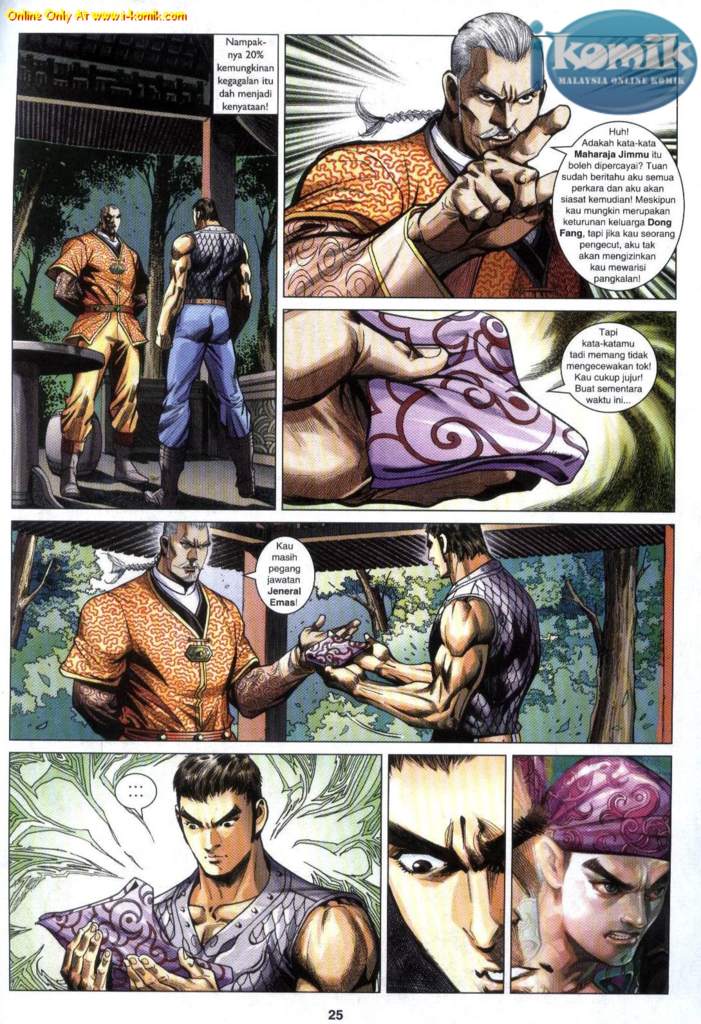 Online Only At www.i-komik.com
ikomik
MALAYSIA ONLINE KOMIK
Nampak-
nya 20%
kemungkinan
kegagalan itu
dah menjadi
kenyataan!
Huh!
Adakah kata-kata
Maharaja Jimmu itu
boleh dipercayai? Tuan
sudah beritahu aku semua
perkara dan aku akan
siasat kemudian! Meskipun
kau mungkin merupakan
keturunan keluarga Dong
Fang, tapi jika kau seorang
pengecut, aku tak
akan mengizinkan
kau mewarisi
pangkalan!
Tapi
kata-katamu
tadi memang tidak
mengecewakan tok!
Kau cukup jujur!
Buat sementara
waktu ini...
Kau
masih
pegang
jawatan
Jeneral
Emas!
...
25